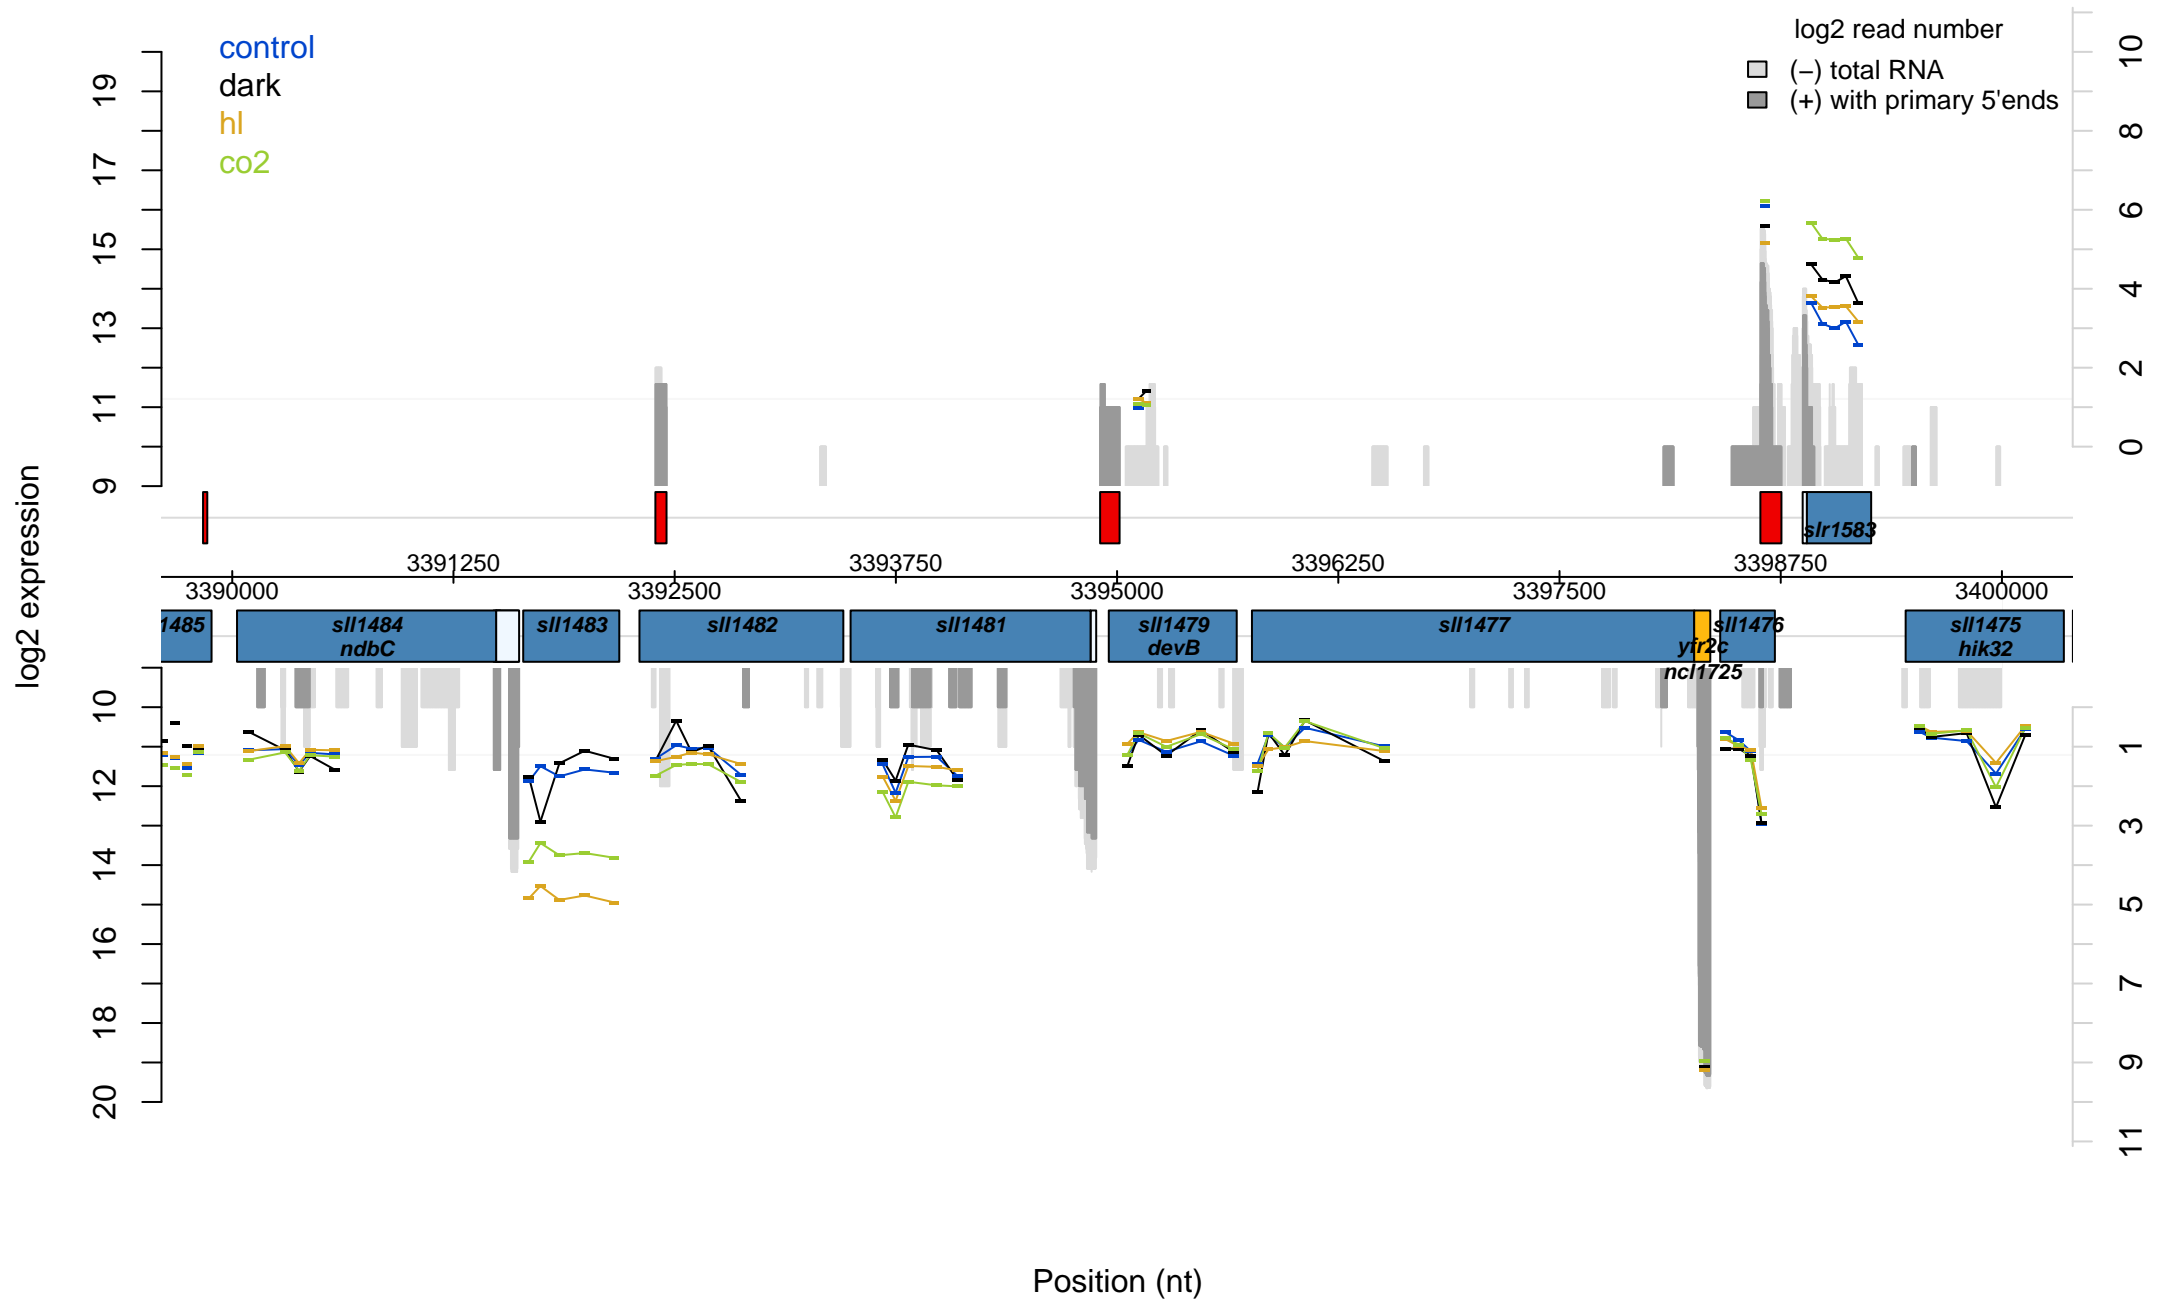 control
dark
hl
co2
log2 read number
(−) total RNA
(+) with primary 5'ends
19
17
15
13
11
9
10
8
6
4
2
0
log2 expression
slr1583
3391250
3393750
3396250
3398750
3390000
3392500
3395000
3397500
3400000
1485
sll1484
ndbC
sll1483
sll1482
sll1481
sll1479
devB
sll1477
yfr2c
ncl1725
sll1476
sll1475
hik32
10
12
14
16
18
20
1
3
5
7
9
11
Position (nt)